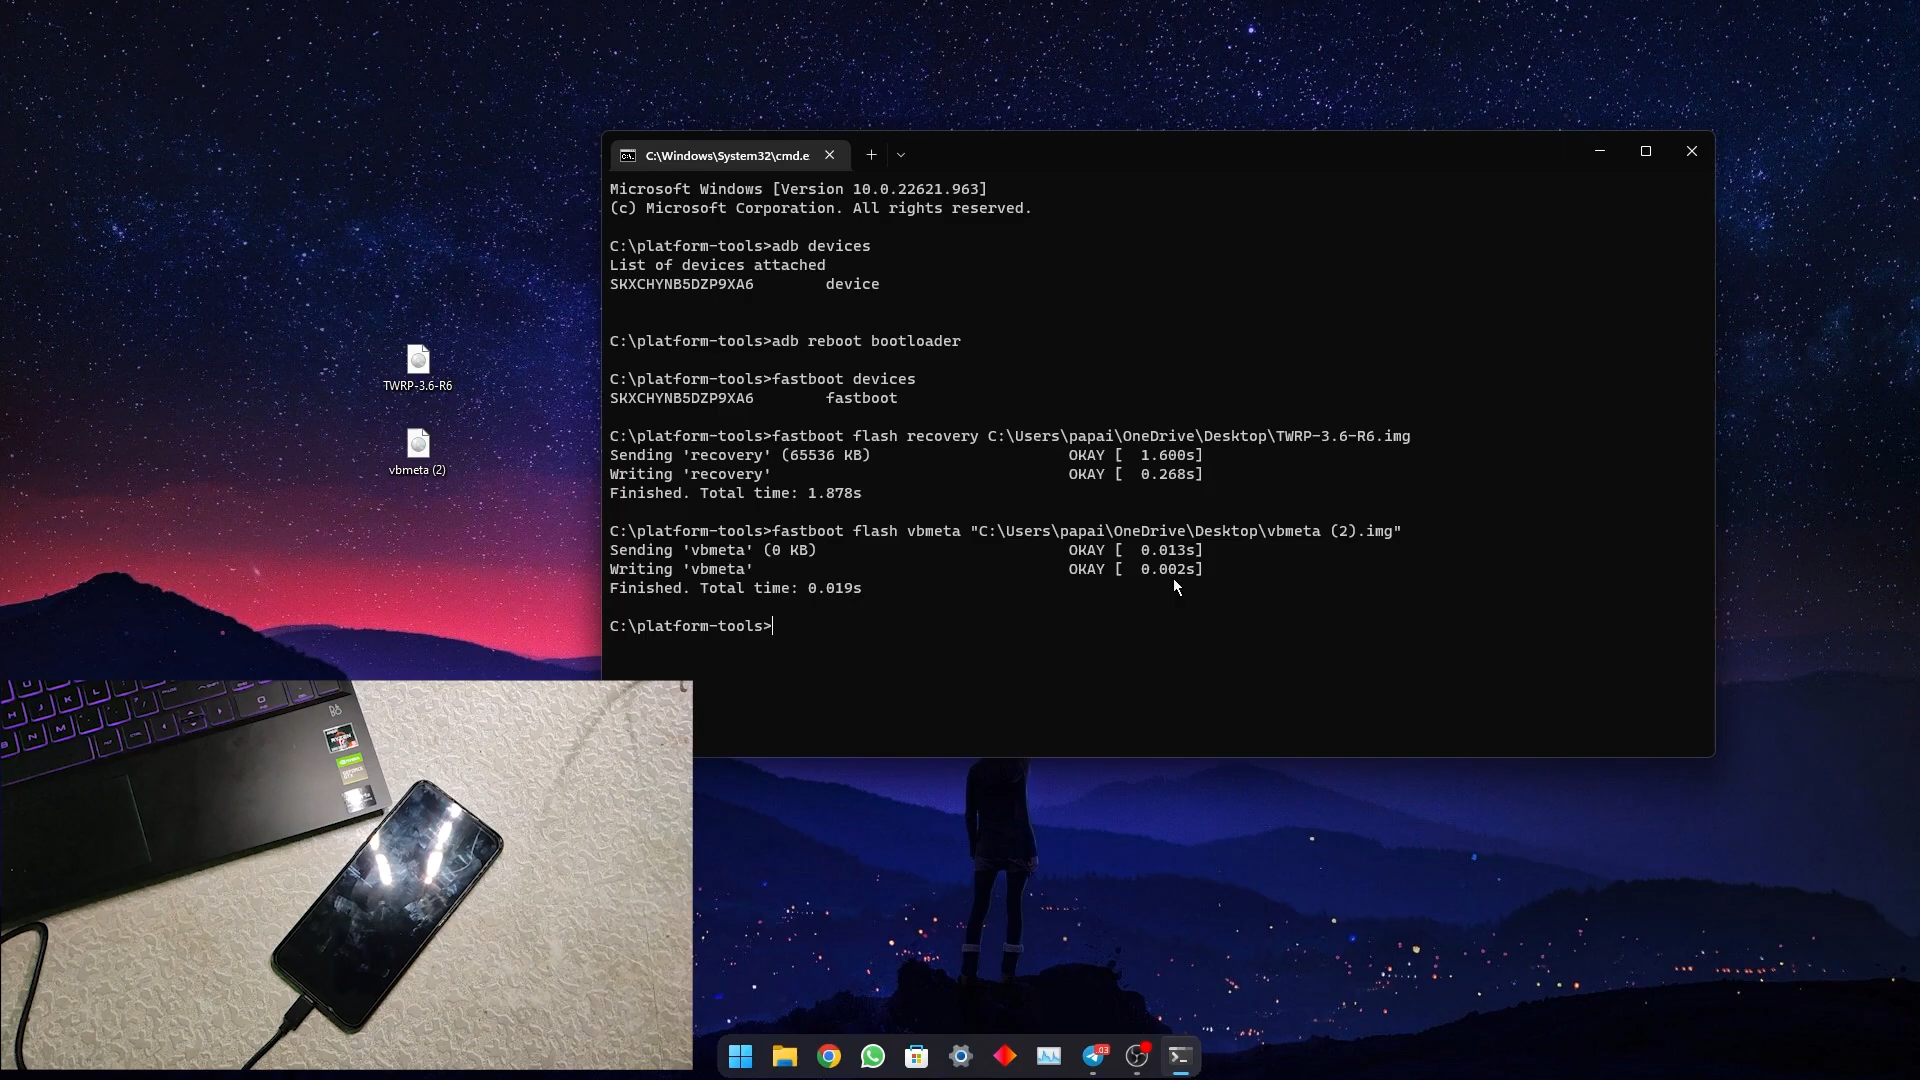 C:\Windows\System32\cmd.e
Microsoft Windows [Version 10.0.22621.963]
(c) Microsoft Corporation. All rights reserved.
C:\platform-tools>adb devices
List of devices attached
SKXCHYNB5DZP9XA6 device
C:\platform-tools>adb reboot bootloader
C:\platform-tools>fastboot devices
SKXCHYNB5DZP9XA6 fastboot
C:\platform-tools>fastboot flash recovery C:\Users\papai\OneDrive\Desktop\TWRP-3.6-R6.img
Sending 'recovery' (65536 KB) OKAY [ 1.600s]
Writing 'recovery' OKAY [ 0.268s]
Finished. Total time: 1.878s
C:\platform-tools>fastboot flash vbmeta "C:\Users\papai\OneDrive\Desktop\vbmeta (2).img"
Sending 'vbmeta' (0 KB) OKAY [ 0.013s]
Writing 'vbmeta' OKAY [ 0.002s]
Finished. Total time: 0.019s
C:\platform-tools>
TWRP-3.6-R6
vbmeta (2)